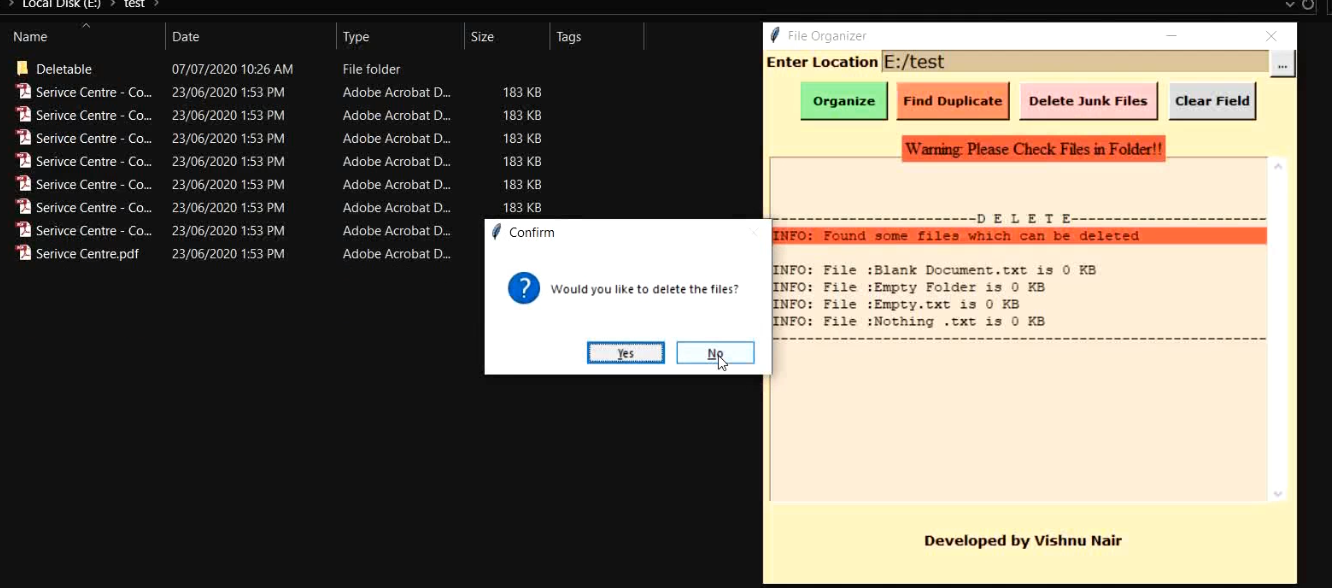 Local Disk (E:) > test >
Name Date Type Size Tags
Deletable 07/07/2020 10:26 AM File folder
Serivce Centre - Co... 23/06/2020 1:53 PM Adobe Acrobat D... 183 KB
Serivce Centre - Co... 23/06/2020 1:53 PM Adobe Acrobat D... 183 KB
Serivce Centre - Co... 23/06/2020 1:53 PM Adobe Acrobat D... 183 KB
Serivce Centre - Co... 23/06/2020 1:53 PM Adobe Acrobat D... 183 KB
Serivce Centre - Co... 23/06/2020 1:53 PM Adobe Acrobat D... 183 KB
Serivce Centre - Co... 23/06/2020 1:53 PM Adobe Acrobat D... 183 KB
Serivce Centre - Co... 23/06/2020 1:53 PM Adobe Acrobat D...
Serivce Centre.pdf 23/06/2020 1:53 PM Adobe Acrobat D...
Confirm
Would you like to delete the files?
Yes No
File Organizer
Enter Location E:/test ...
Organize Find Duplicate Delete Junk Files Clear Field
Warning: Please Check Files in Folder!!
------------------------D E L E T E-----------------------
INFO: Found some files which can be deleted
INFO: File :Blank Document.txt is 0 KB
INFO: File :Empty Folder is 0 KB
INFO: File :Empty.txt is 0 KB
INFO: File :Nothing .txt is 0 KB
----------------------------------------------------------
Developed by Vishnu Nair